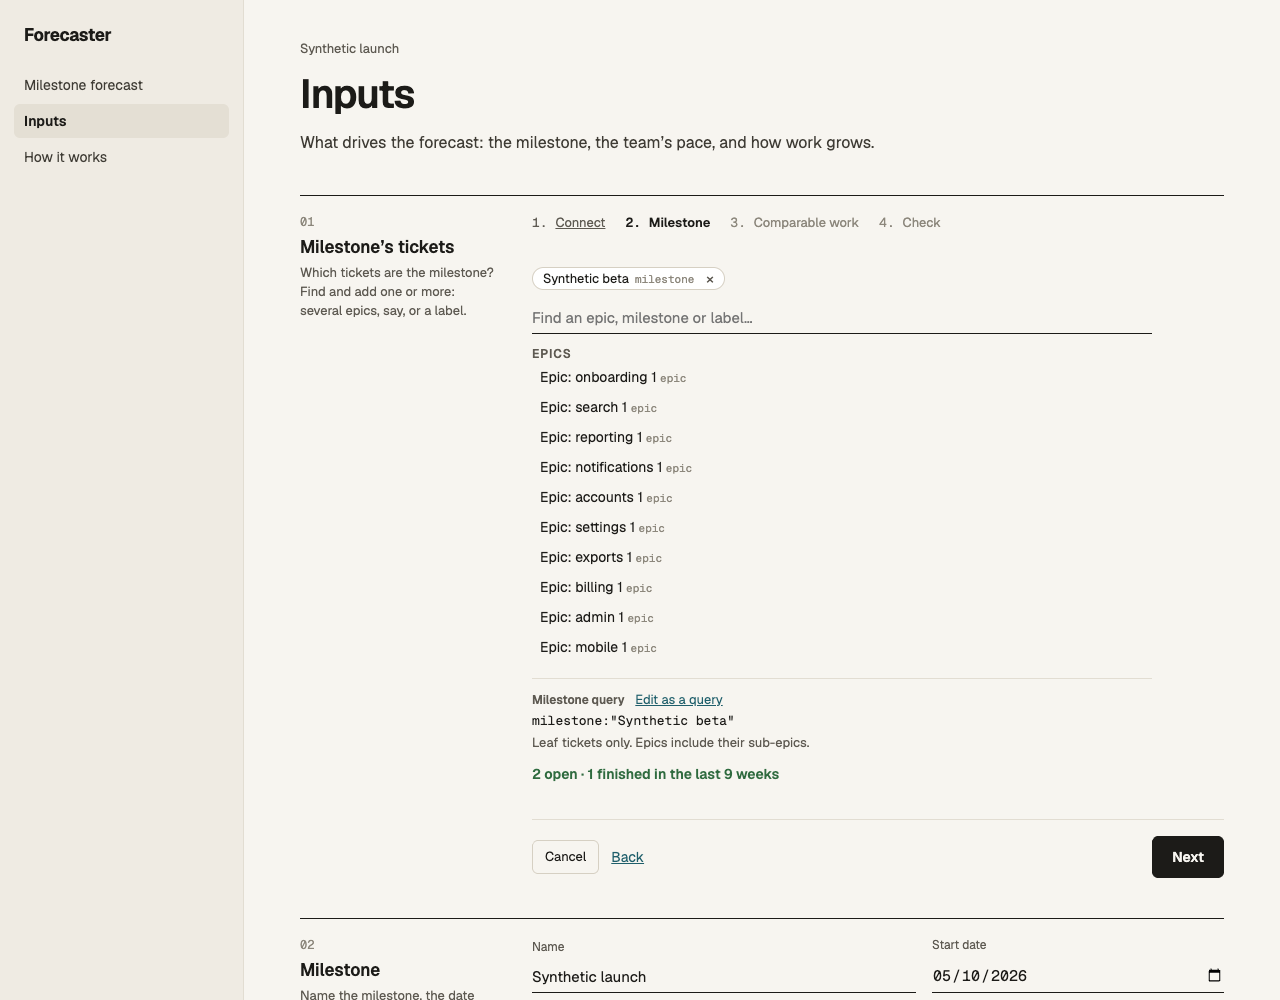 Forecaster
Milestone forecast
Inputs
How it works
Synthetic launch
Inputs
What drives the forecast: the milestone, the team’s pace, and how work grows.
01
Milestone’s tickets
Which tickets are the milestone?
Find and add one or more:
several epics, say, or a label.
1. Connect 2. Milestone 3. Comparable work 4. Check
Synthetic beta milestone ×
Find an epic, milestone or label…
EPICS
Epic: onboarding 1 epic
Epic: search 1 epic
Epic: reporting 1 epic
Epic: notifications 1 epic
Epic: accounts 1 epic
Epic: settings 1 epic
Epic: exports 1 epic
Epic: billing 1 epic
Epic: admin 1 epic
Epic: mobile 1 epic
Milestone query Edit as a query
milestone:"Synthetic beta"
Leaf tickets only. Epics include their sub-epics.
2 open · 1 finished in the last 9 weeks
Cancel Back Next
02
Milestone
Name the milestone, the date
Name
Synthetic launch
Start date
05/10/2026